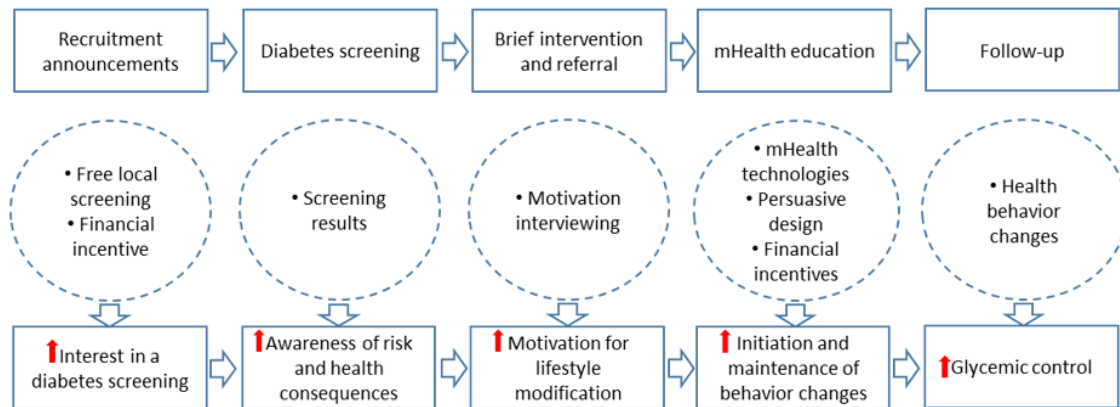 Recruitment
announcements
Diabetes screening
Brief intervention
and referral
mHealth education
Follow-up
• Free local
screening
• Financial
incentive
• Screening
results
• Motivation
interviewing
• mHealth
technologies
• Persuasive
design
• Financial
incentives
• Health
behavior
changes
Interest in a
diabetes screening
Awareness of risk
and health
consequences
Motivation for
lifestyle
modification
Initiation and
maintenance of
behavior changes
Glycemic control